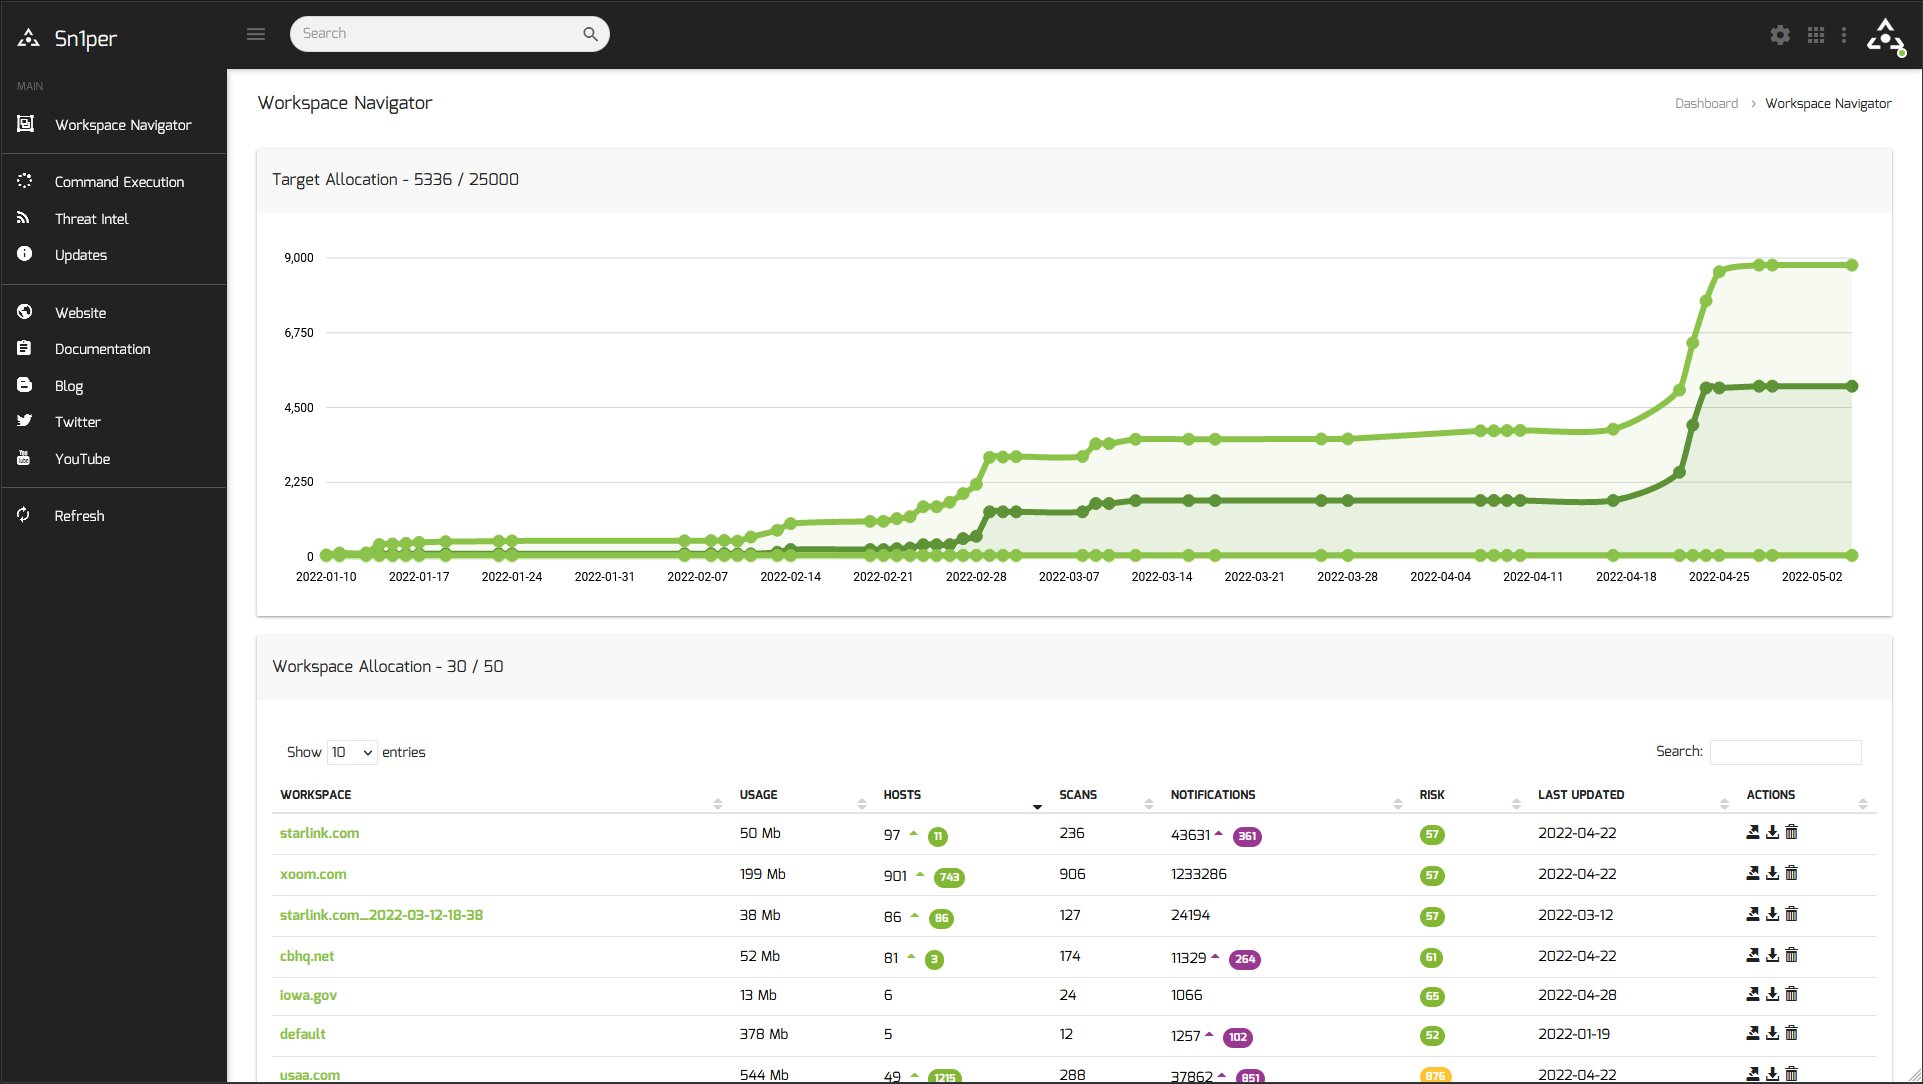 Sn1per
Search
MAIN
Workspace Navigator
Command Execution
Threat Intel
Updates
Website
Documentation
Blog
Twitter
YouTube
Refresh
Workspace Navigator
Dashboard > Workspace Navigator
Target Allocation - 5336 / 25000
9,000
6,750
4,500
2,250
0
2022-01-10 2022-01-17 2022-01-24 2022-01-31 2022-02-07 2022-02-14 2022-02-21 2022-02-28 2022-03-07 2022-03-14 2022-03-21 2022-03-28 2022-04-04 2022-04-11 2022-04-18 2022-04-25 2022-05-02
Workspace Allocation - 30 / 50
Show 10 entries
Search:
WORKSPACE USAGE HOSTS SCANS NOTIFICATIONS RISK LAST UPDATED ACTIONS
starlink.com 50 Mb 97 11 236 43631 361 57 2022-04-22
xoom.com 199 Mb 901 743 906 1233286 57 2022-04-22
starlink.com_2022-03-12-18-38 38 Mb 86 86 127 24194 57 2022-03-12
cbhq.net 52 Mb 81 3 174 11329 264 61 2022-04-22
iowa.gov 13 Mb 6 24 1066 65 2022-04-28
default 378 Mb 5 12 1257 102 52 2022-01-19
usaa.com 544 Mb 49 1215 288 37862 851 876 2022-04-22